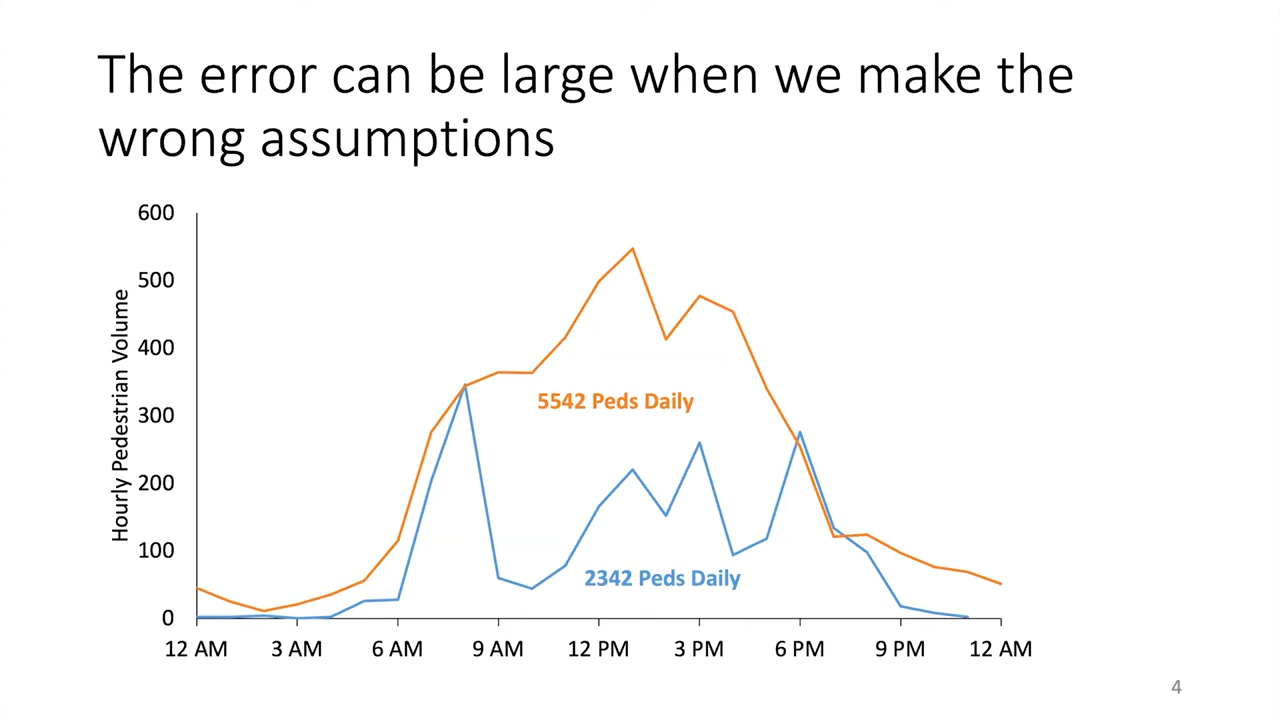 The error can be large when we make the
wrong assumptions
600
500
400
300
200
100
0
Hourly Pedestrian Volume
5542 Peds Daily
2342 Peds Daily
12 AM
3 AM
6 AM
9 AM
12 PM
3 PM
6 PM
9 PM
12 AM
4